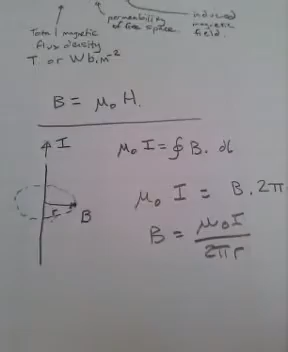 Total magnetic
flux density
T or Wb.m⁻²
permeability
of free space
induced
magnetic
field.
B = μ₀ H.
I
μ₀ I = ∮ B. dl
r
B
μ₀ I = B. 2π
B = μ₀I
2πr